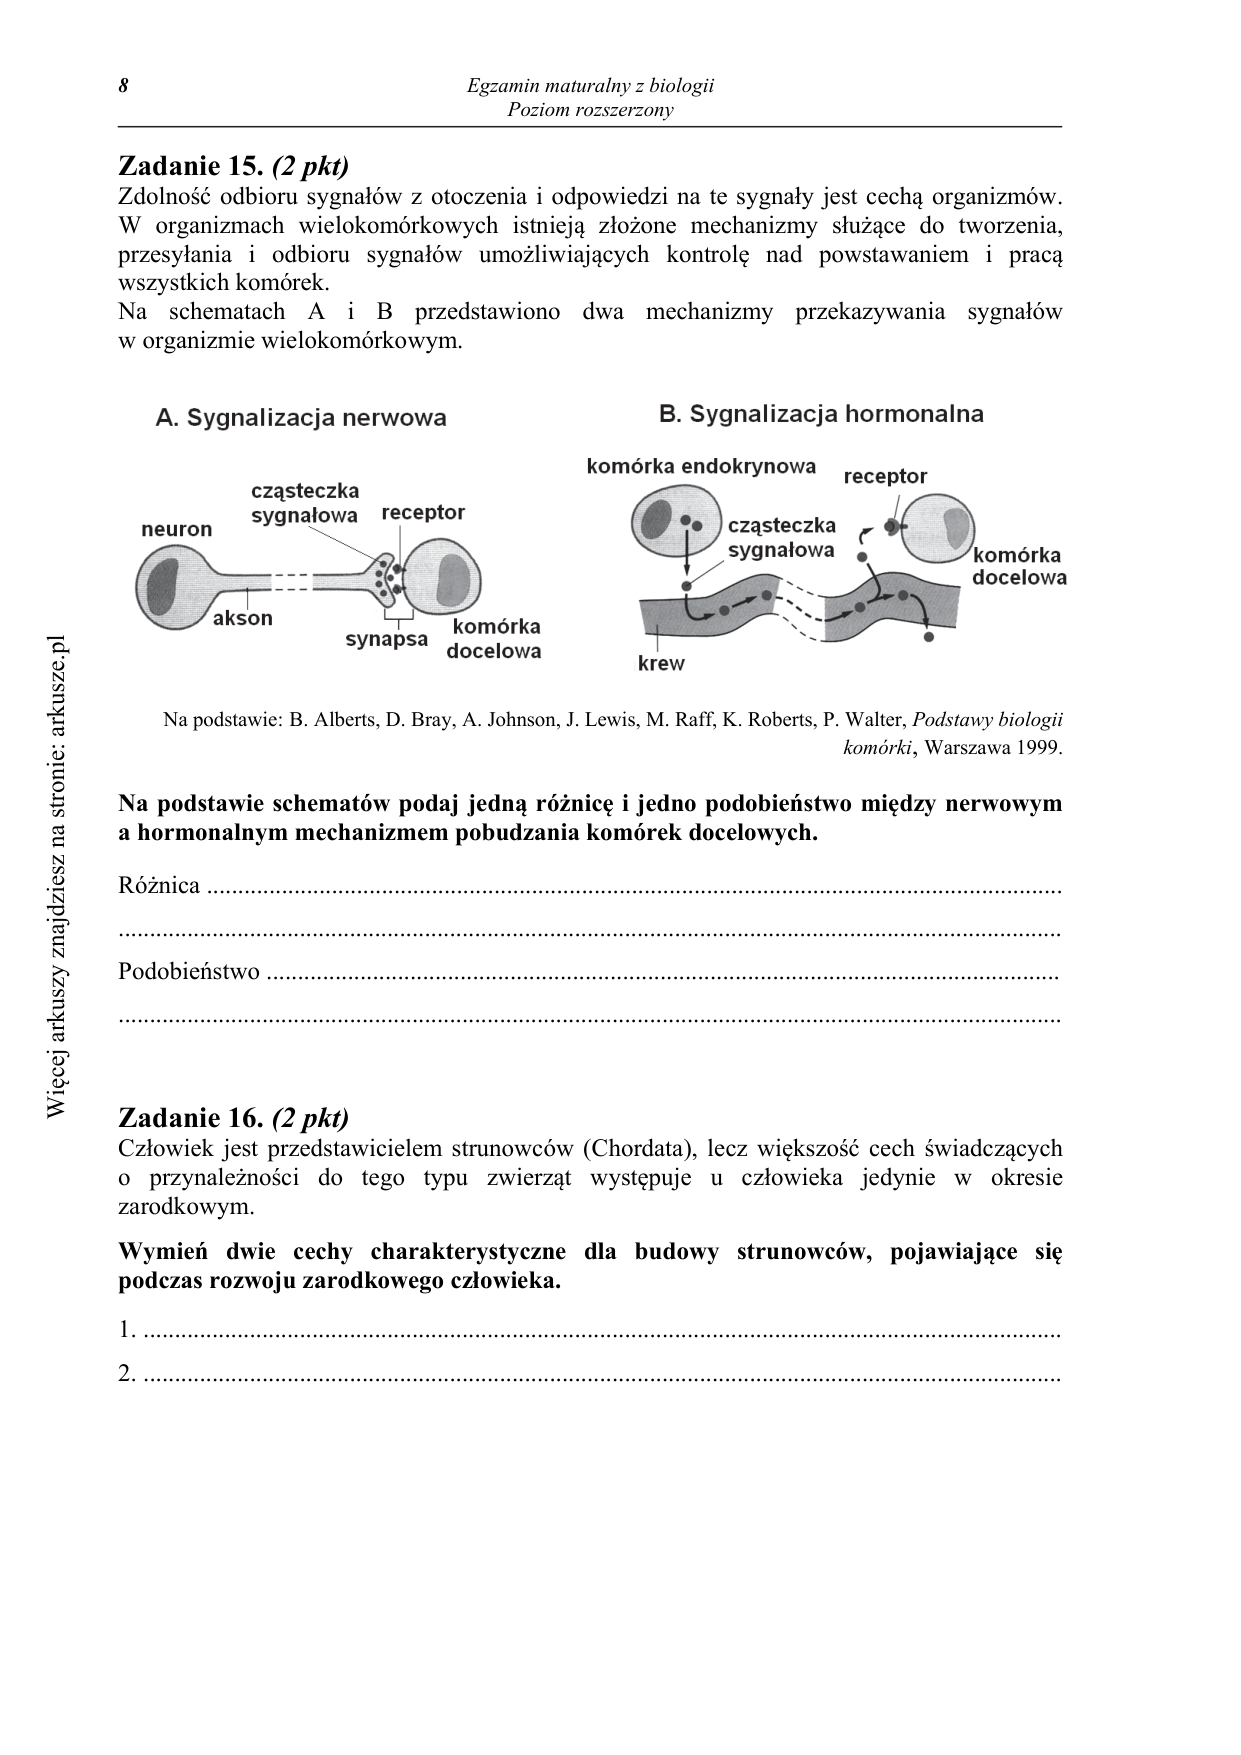 8
Egzamin maturalny z biologii
Poziom rozszerzony
Zadanie 15. (2 pkt)
Zdolność odbioru sygnałów z otoczenia i odpowiedzi na te sygnały jest cechą organizmów.
W organizmach wielokomórkowych istnieją złożone mechanizmy służące do tworzenia,
przesyłania i odbioru sygnałów umożliwiających kontrolę nad powstawaniem i pracą
wszystkich komórek.
Na schematach A i B przedstawiono dwa mechanizmy przekazywania sygnałów
w organizmie wielokomórkowym.
A. Sygnalizacja nerwowa
neuron
cząsteczka
sygnałowa
receptor
akson
synapsa
komórka
docelowa
B. Sygnalizacja hormonalna
komórka endokrynowa
receptor
cząsteczka
sygnałowa
komórka
docelowa
krew
Na podstawie: B. Alberts, D. Bray, A. Johnson, J. Lewis, M. Raff, K. Roberts, P. Walter, Podstawy biologii
komórki, Warszawa 1999.
Na podstawie schematów podaj jedną różnicę i jedno podobieństwo między nerwowym
a hormonalnym mechanizmem pobudzania komórek docelowych.
Różnica ..........................................................................................................................................
..........................................................................................................................................
Podobieństwo ..........................................................................................................................................
..........................................................................................................................................
Zadanie 16. (2 pkt)
Człowiek jest przedstawicielem strunowców (Chordata), lecz większość cech świadczących
o przynależności do tego typu zwierząt występuje u człowieka jedynie w okresie
zarodkowym.
Wymień dwie cechy charakterystyczne dla budowy strunowców, pojawiające się
podczas rozwoju zarodkowego człowieka.
1. ..........................................................................................................................................
2. ..........................................................................................................................................
Więcej arkuszy znajdziesz na stronie: arkusze.pl